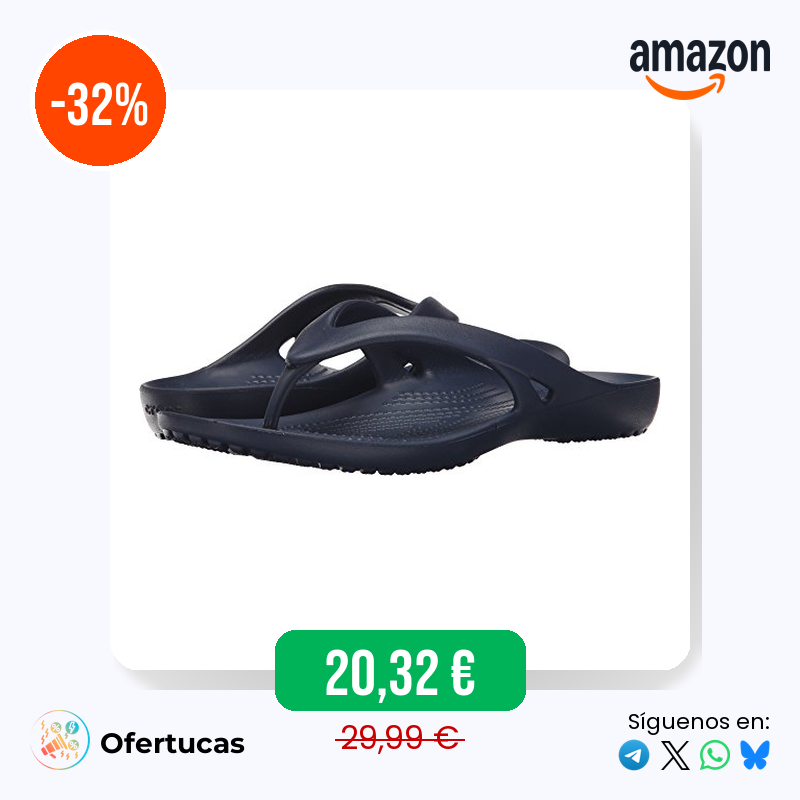 -32%
amazon
20,32 €
29,99 €
Ofertucas
Síguenos en: